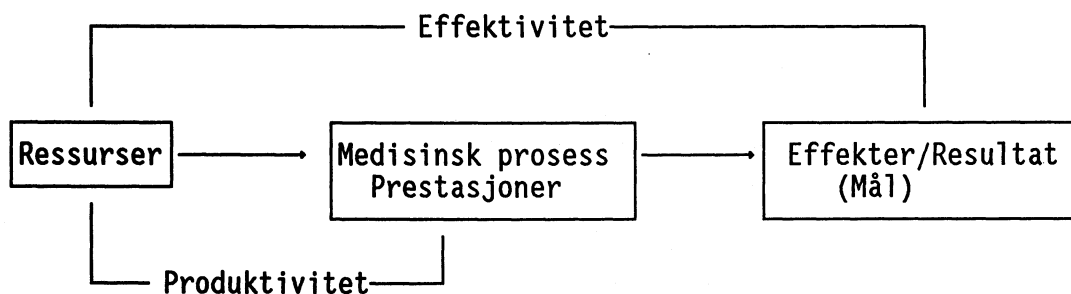 Effektivitet
Ressurser
Medisinsk prosess
Prestasjoner
Effekter/Resultat
(Mål)
Produktivitet